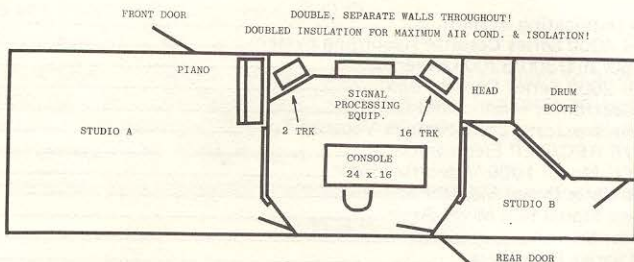 FRONT DOOR
DOUBLE, SEPARATE WALLS THROUGHOUT!
DOUBLED INSULATION FOR MAXIMUM AIR COND. & ISOLATION!
PIANO
STUDIO A
2 TRK
SIGNAL
PROCESSING
EQUIP.
16 TRK
CONSOLE
24 x 16
HEAD
DRUM
BOOTH
STUDIO B
REAR DOOR